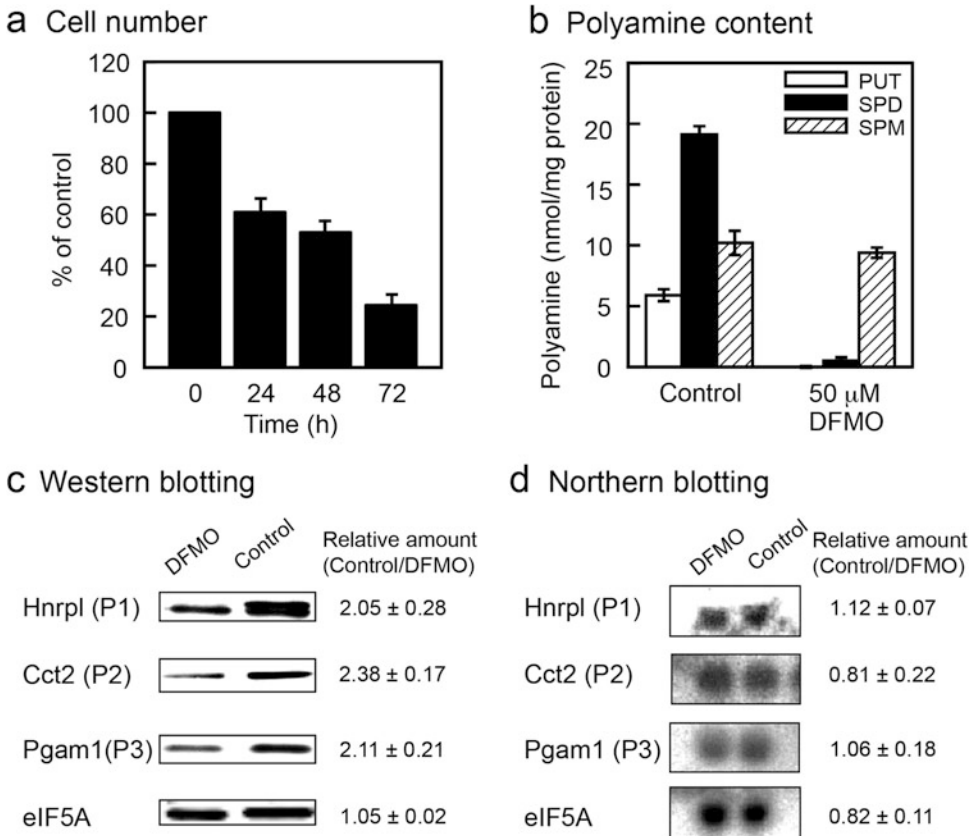 a Cell number
120
100
80
60
40
20
0
% of control
0 24 48 72
Time (h)
b Polyamine content
25
20
15
10
5
0
Polyamine (nmol/mg protein)
PUT
SPD
SPM
Control
50 μM
DFMO
c Western blotting
DFMO Control Relative amount
(Control/DFMO)
Hnrpl (P1) 2.05 ± 0.28
Cct2 (P2) 2.38 ± 0.17
Pgam1(P3) 2.11 ± 0.21
eIF5A 1.05 ± 0.02
d Northern blotting
DFMO Control Relative amount
(Control/DFMO)
Hnrpl (P1) 1.12 ± 0.07
Cct2 (P2) 0.81 ± 0.22
Pgam1 (P3) 1.06 ± 0.18
eIF5A 0.82 ± 0.11